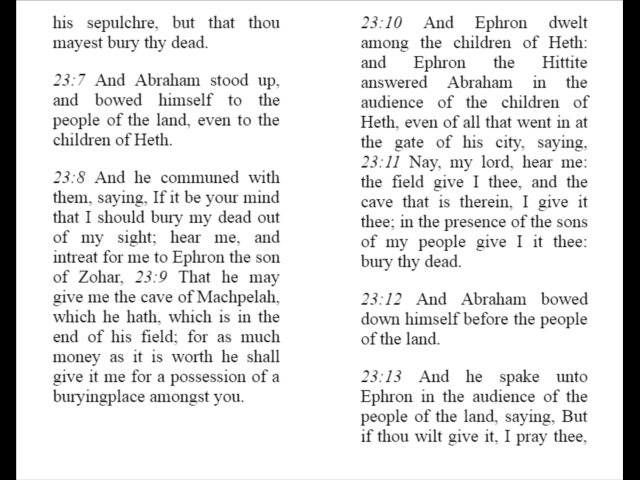 his sepulchre, but that thou
mayest bury thy dead.
23:7 And Abraham stood up,
and bowed himself to the
people of the land, even to the
children of Heth.
23:8 And he communed with
them, saying, If it be your mind
that I should bury my dead out
of my sight; hear me, and
intreat for me to Ephron the son
of Zohar, 23:9 That he may
give me the cave of Machpelah,
which he hath, which is in the
end of his field; for as much
money as it is worth he shall
give it me for a possession of a
buryingplace amongst you.
23:10 And Ephron dwelt
among the children of Heth:
and Ephron the Hittite
answered Abraham in the
audience of the children of
Heth, even of all that went in at
the gate of his city, saying,
23:11 Nay, my lord, hear me:
the field give I thee, and the
cave that is therein, I give it
thee; in the presence of the sons
of my people give I it thee:
bury thy dead.
23:12 And Abraham bowed
down himself before the people
of the land.
23:13 And he spake unto
Ephron in the audience of the
people of the land, saying, But
if thou wilt give it, I pray thee,